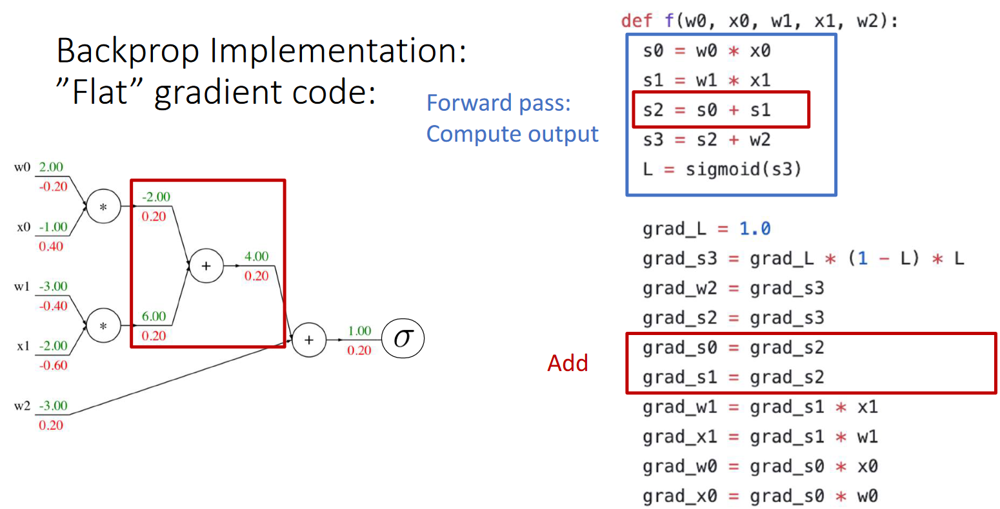 Backprop Implementation:
”Flat” gradient code:
Forward pass:
Compute output
def f(w0, x0, w1, x1, w2):
s0 = w0 * x0
s1 = w1 * x1
s2 = s0 + s1
s3 = s2 + w2
L = sigmoid(s3)
grad_L = 1.0
grad_s3 = grad_L * (1 - L) * L
grad_w2 = grad_s3
grad_s2 = grad_s3
Add
grad_s0 = grad_s2
grad_s1 = grad_s2
grad_w1 = grad_s1 * x1
grad_x1 = grad_s1 * w1
grad_w0 = grad_s0 * x0
grad_x0 = grad_s0 * w0
w0 2.00
-0.20
x0 -1.00
0.40
w1 -3.00
-0.40
x1 -2.00
-0.60
w2 -3.00
0.20
*
*
-2.00
0.20
6.00
0.20
+
4.00
0.20
+
1.00
0.20
σ